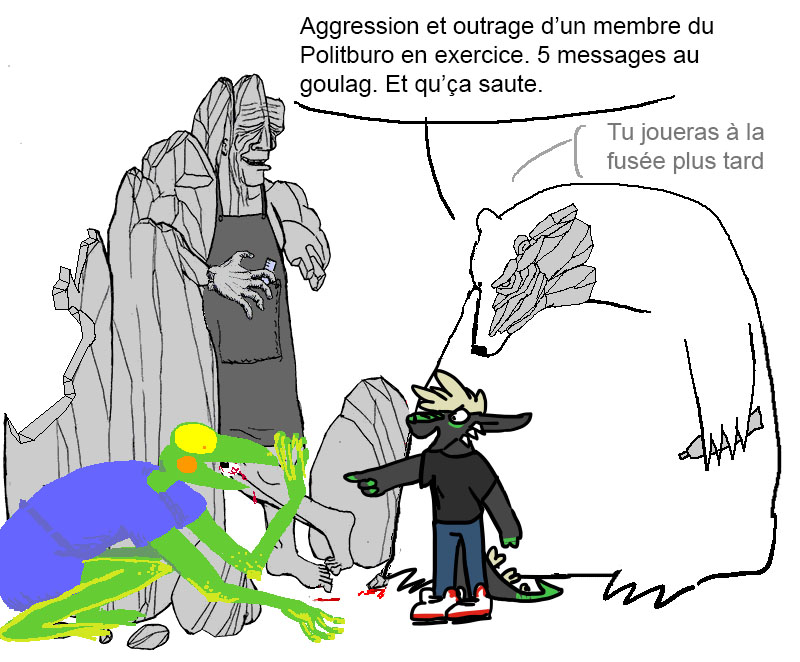 Aggression et outrage d’un membre du
Politburo en exercice. 5 messages au
goulag. Et qu’ça saute.
Tu joueras à la
fusée plus tard